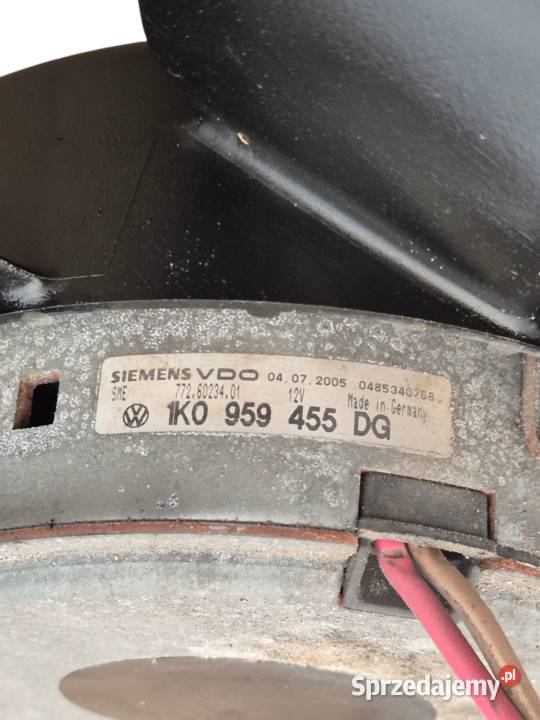 SIEMENS VDO 04.07.2005 0485340768
SME 772.60234.01 12V Made in Germany
1K0 959 455 DG
Sprzedajemy.pl